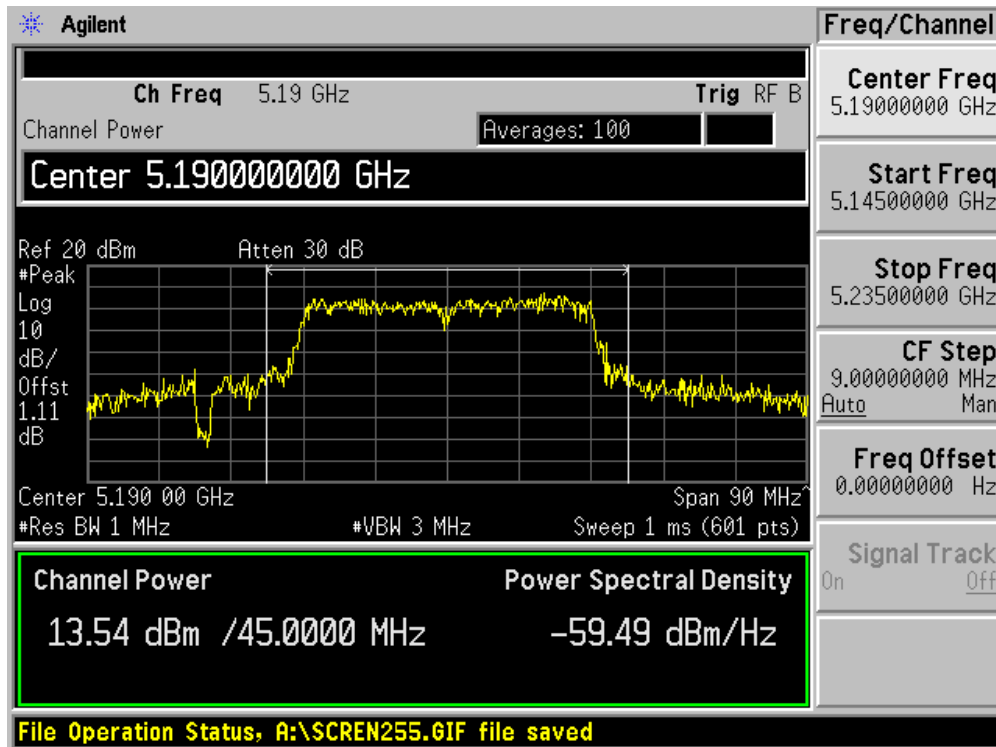 Agilent
Freq/Channel
Ch Freq 5.19 GHz Trig RF B
Channel Power Averages: 100
Center 5.190000000 GHz
Ref 20 dBm Atten 30 dB
#Peak
Log
10
dB/
Offst
1.11
dB
Center 5.190 00 GHz Span 90 MHz^
#Res BW 1 MHz #VBW 3 MHz Sweep 1 ms (601 pts)
Channel Power Power Spectral Density
13.54 dBm /45.0000 MHz -59.49 dBm/Hz
File Operation Status, A:\SCREN255.GIF file saved
Center Freq
5.19000000 GHz
Start Freq
5.14500000 GHz
Stop Freq
5.23500000 GHz
CF Step
9.00000000 MHz
Auto Man
Freq Offset
0.00000000 Hz
Signal Track
On Off